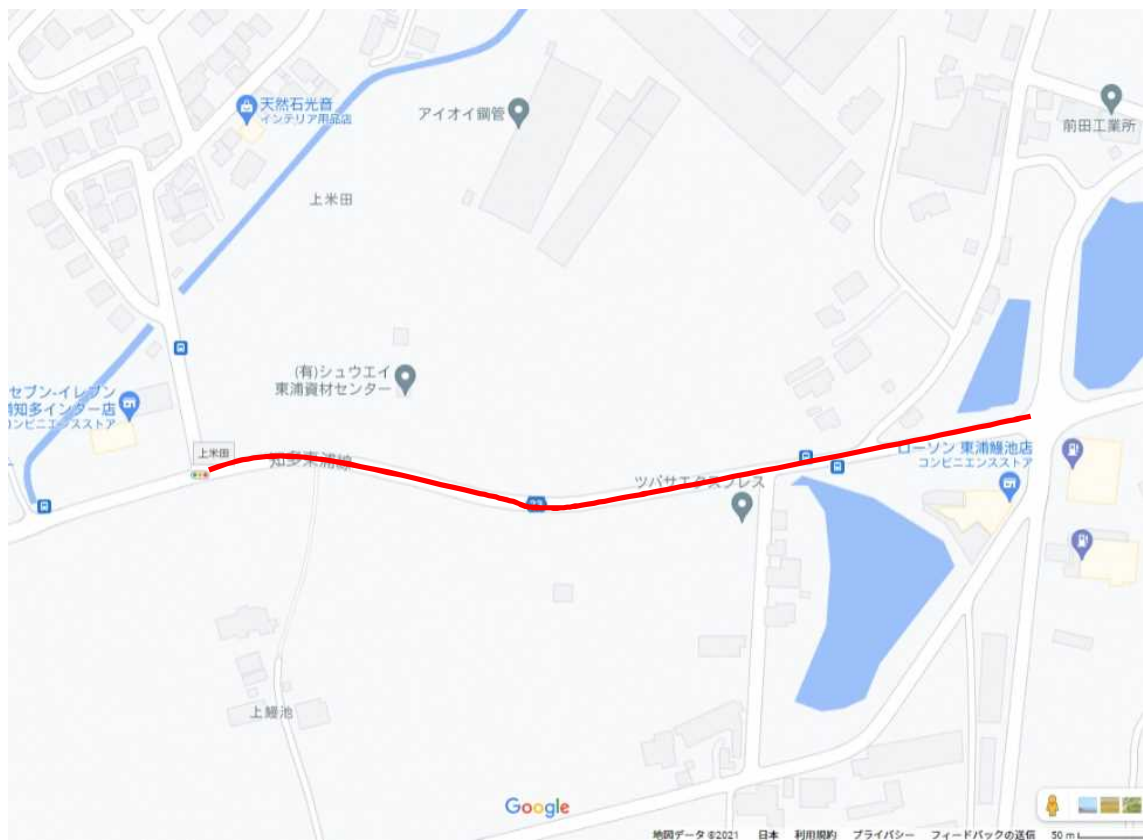 天然石光音
インテリア用品店
アイオイ鋼管
前田工業所
上米田
(有)シュウエイ
東浦資材センター
セブン-イレブン
知多インター店
コンビニエンスストア
上米田
知多東浦線
ローソン 東浦鰻池店
コンビニエンスストア
ツバサエクスプレス
23
上鰻池
Google
地図データ ©2021 日本 利用規約 プライバシー フィードバックの送信 50 m